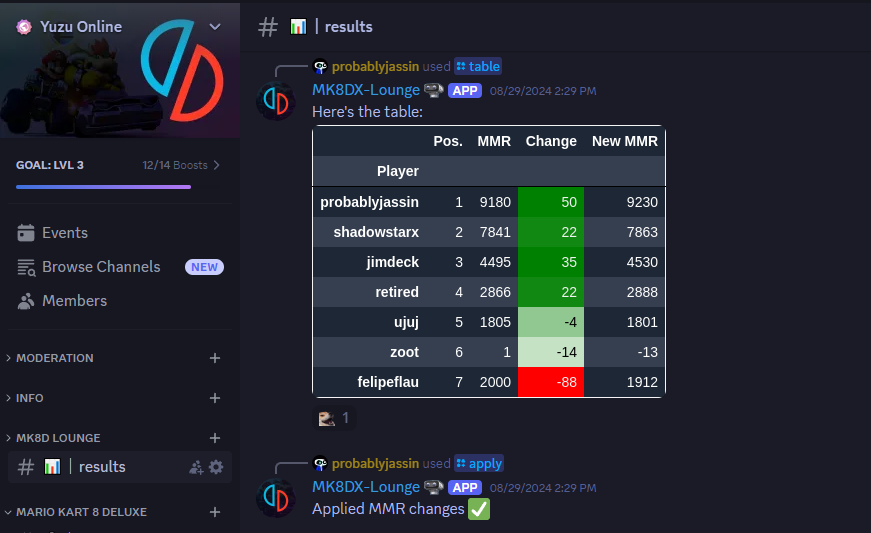 Yuzu Online
GOAL: LVL 3
12/14 Boosts
Events
Browse Channels NEW
Members
MODERATION
INFO
MK8D LOUNGE
# | results
MARIO KART 8 DELUXE
# | results
probablyjassin used table
MK8DX-Lounge APP 08/29/2024 2:29 PM
Here's the table:
Pos. MMR Change New MMR
Player
probablyjassin 1 9180 50 9230
shadowstarx 2 7841 22 7863
jimdeck 3 4495 35 4530
retired 4 2866 22 2888
ujuj 5 1805 -4 1801
zoot 6 1 -14 -13
felipeflau 7 2000 -88 1912
1
probablyjassin used apply
MK8DX-Lounge APP 08/29/2024 2:29 PM
Applied MMR changes ✅